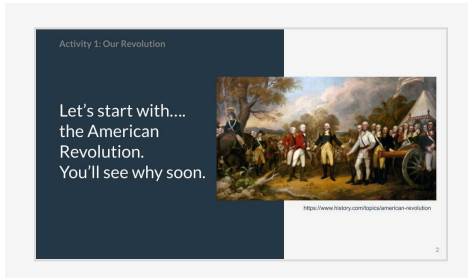 Activity 1: Our Revolution
Let's start with....
the American
Revolution.
You'll see why soon.
https://www.history.com/topics/american-revolution
2